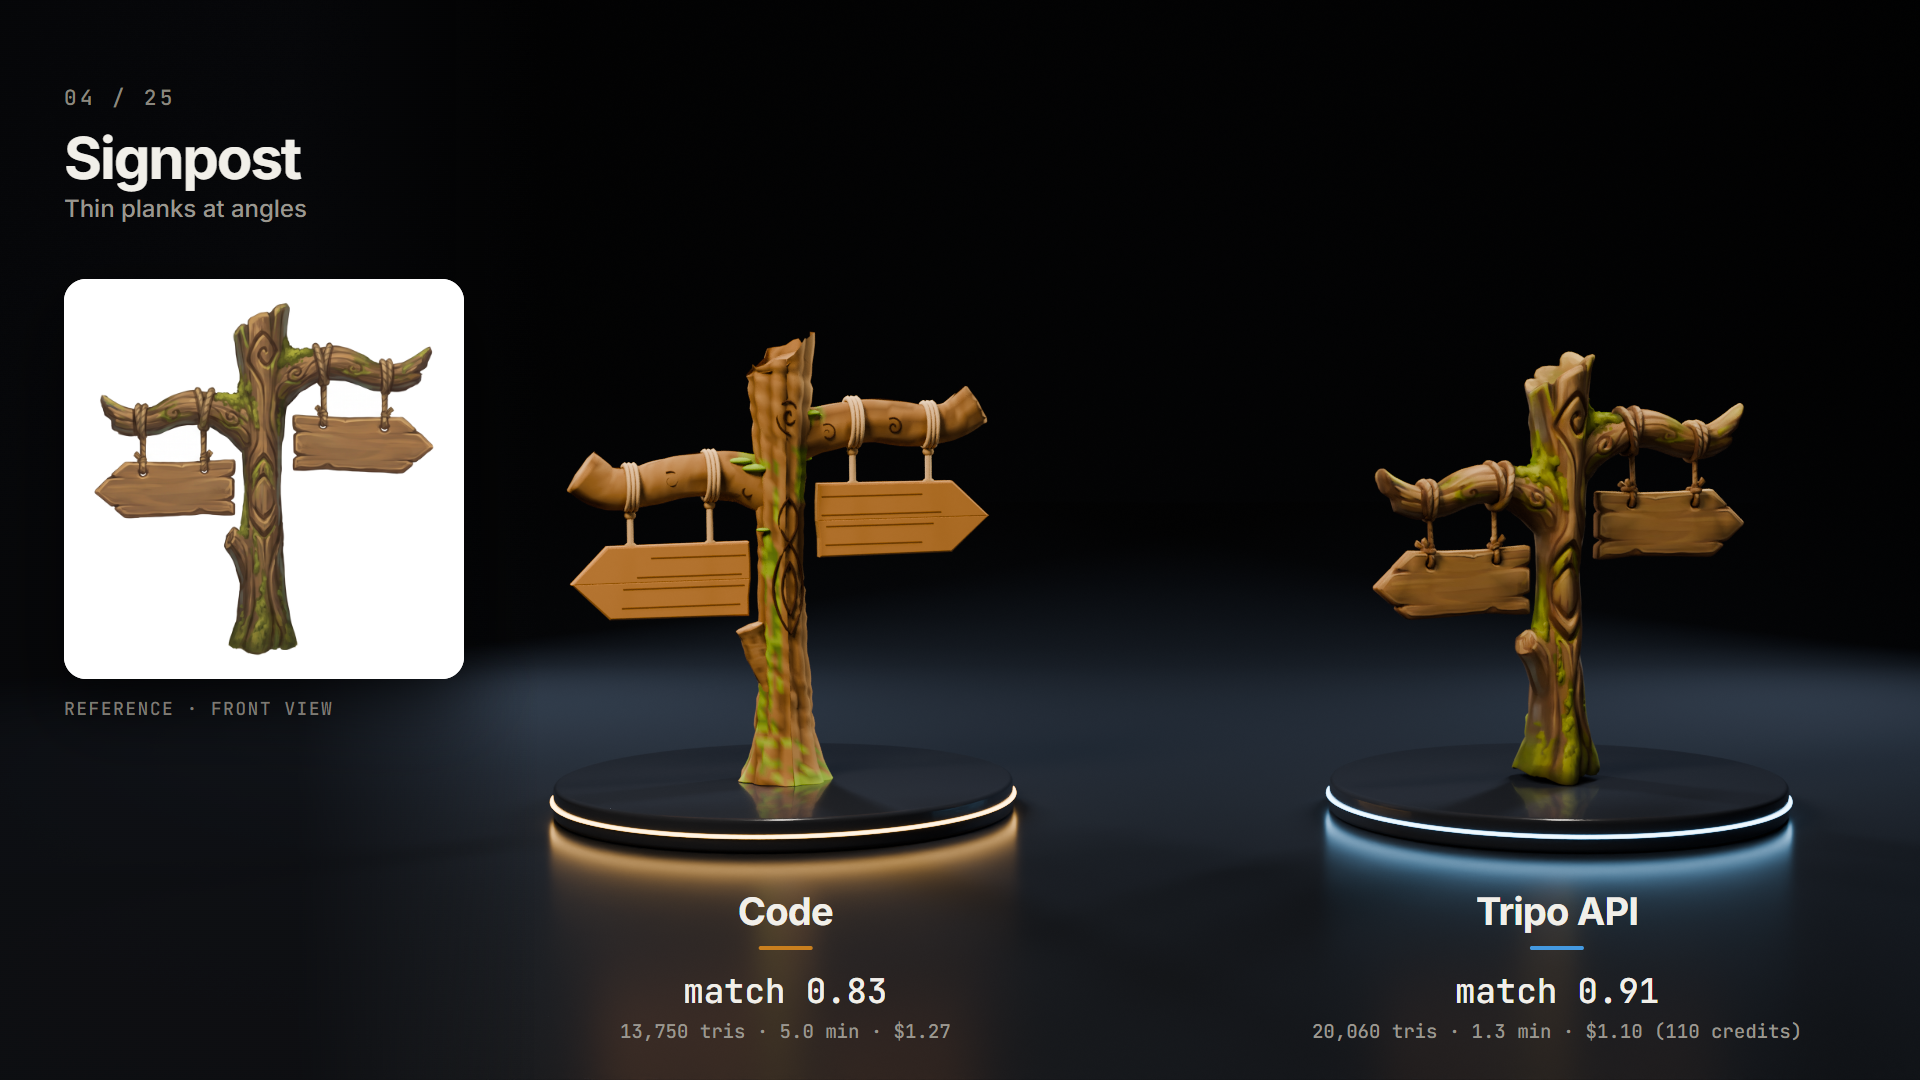 04 / 25
Signpost
Thin planks at angles
REFERENCE · FRONT VIEW
Code
match 0.83
13,750 tris · 5.0 min · $1.27
Tripo API
match 0.91
20,060 tris · 1.3 min · $1.10 (110 credits)